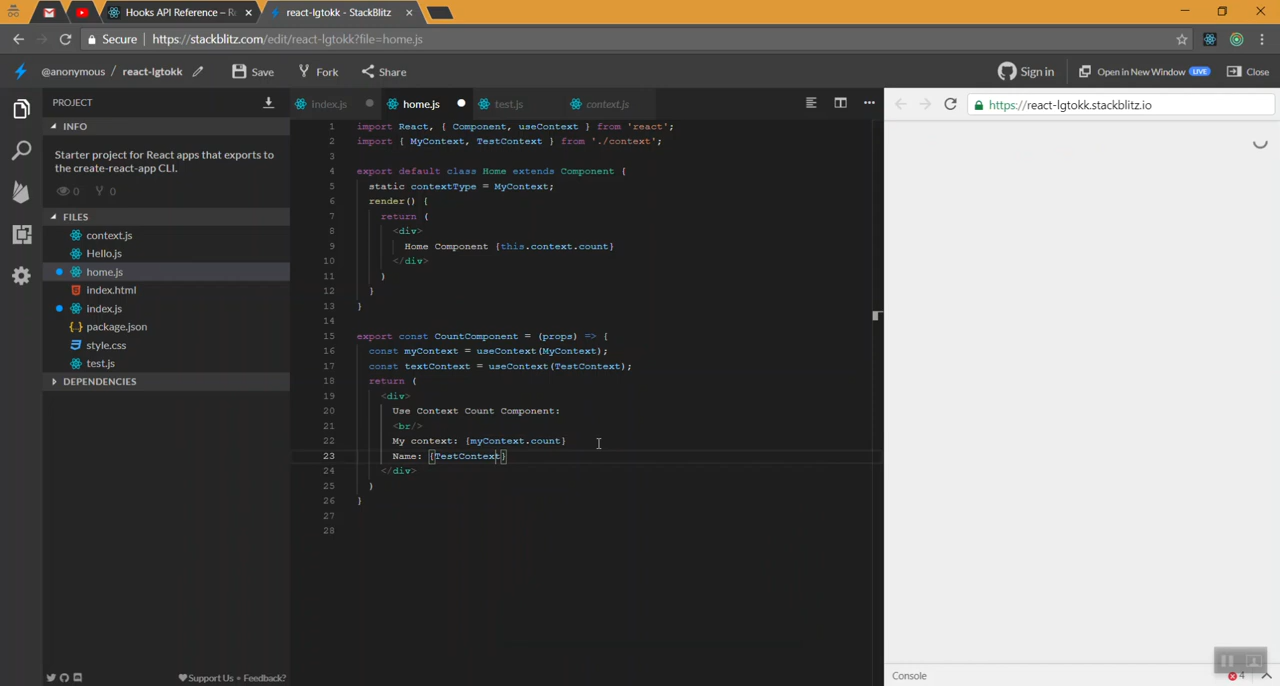 Hooks API Reference – Re
react-lgtokk - StackBlitz
Secure
https://stackblitz.com/edit/react-lgtokk?file=home.js
@anonymous / react-lgtokk
Save
Fork
Share
Sign in
Open in New Window LIVE
Close
PROJECT
index.js
home.js
test.js
context.js
https://react-lgtokk.stackblitz.io
INFO
Starter project for React apps that exports to
the create-react-app CLI.
0 0
FILES
context.js
Hello.js
home.js
index.html
index.js
package.json
style.css
test.js
DEPENDENCIES
1 import React, { Component, useContext } from 'react';
2 import { MyContext, TestContext } from './context';
3
4 export default class Home extends Component {
5 static contextType = MyContext;
6 render() {
7 return (
8 <div>
9 Home Component {this.context.count}
10 </div>
11 )
12 }
13 }
14
15 export const CountComponent = (props) => {
16 const myContext = useContext(MyContext);
17 const textContext = useContext(TestContext);
18 return (
19 <div>
20 Use Context Count Component:
21 <br/>
22 My context: {myContext.count}
23 Name: {TestContext}
24 </div>
25 )
26 }
27
28
Support Us • Feedback?
Console
4